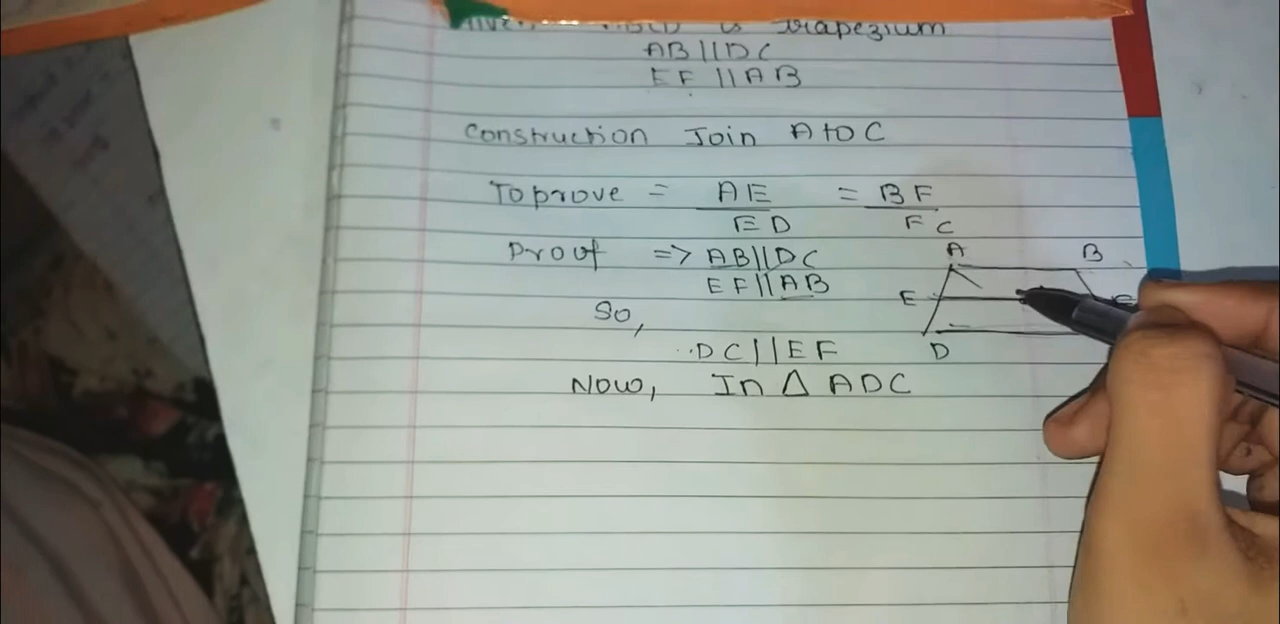 is trapezium
AB||DC
EF ||AB
Construction Join A to C
To prove = AE/ED = BF/FC
Proof => AB||DC
EF||AB
So,
DC||EF
Now, In Δ ADC
A B
E
D